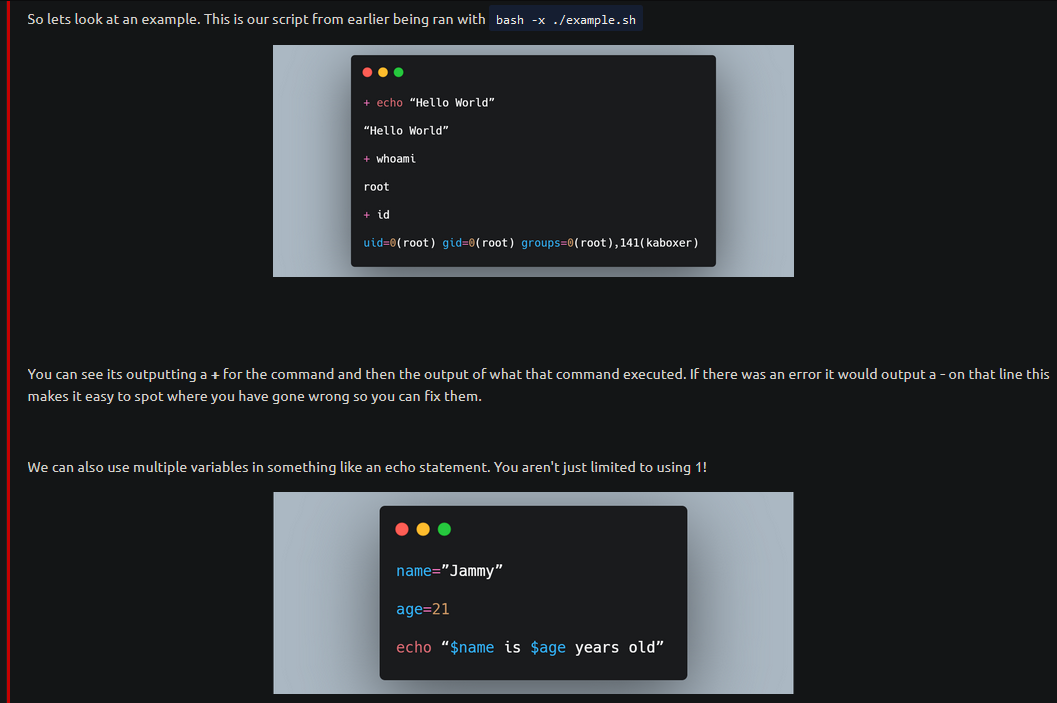 So lets look at an example. This is our script from earlier being ran with bash -x ./example.sh
+ echo “Hello World”
“Hello World”
+ whoami
root
+ id
uid=0(root) gid=0(root) groups=0(root),141(kaboxer)
You can see its outputting a + for the command and then the output of what that command executed. If there was an error it would output a - on that line this
makes it easy to spot where you have gone wrong so you can fix them.
We can also use multiple variables in something like an echo statement. You aren't just limited to using 1!
name=”Jammy”
age=21
echo “$name is $age years old”